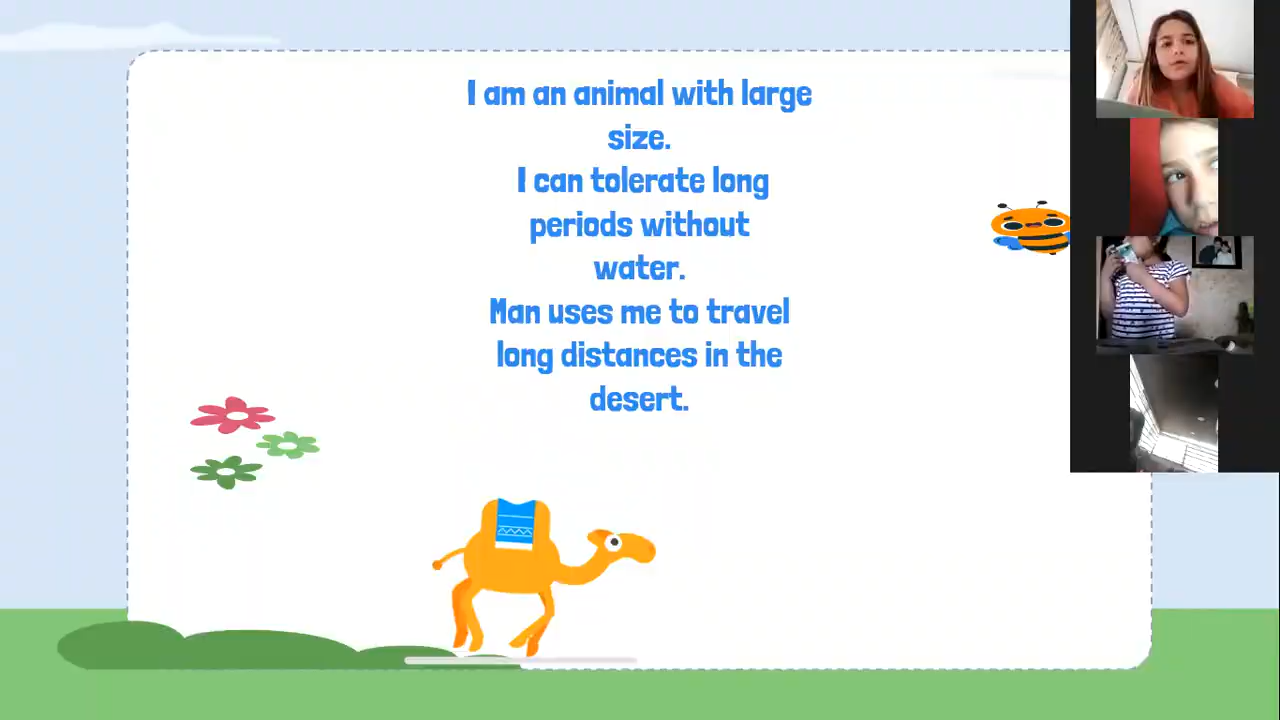 I am an animal with large
size.
I can tolerate long
periods without
water.
Man uses me to travel
long distances in the
desert.